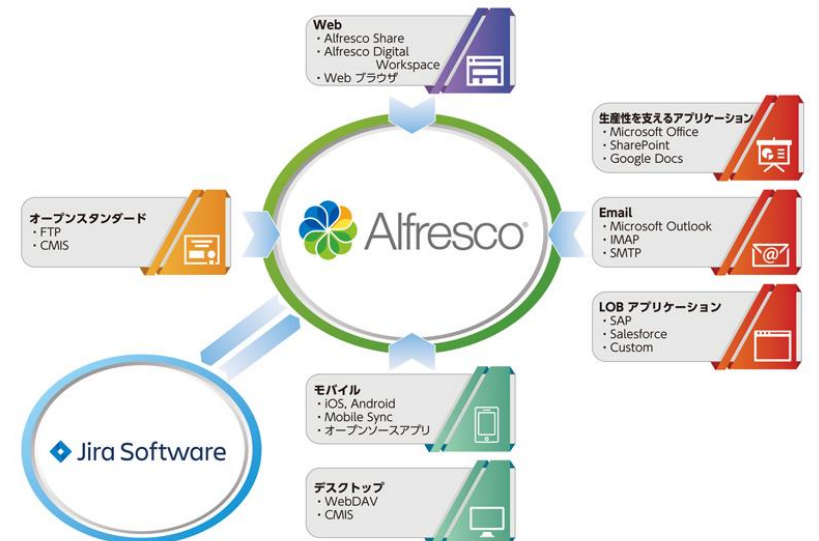 Web
・Alfresco Share
・Alfresco Digital
Workspace
・Web ブラウザ
生産性を支えるアプリケーション
・Microsoft Office
・SharePoint
・Google Docs
オープンスタンダード
・FTP
・CMIS
Alfresco®
Email
・Microsoft Outlook
・IMAP
・SMTP
@
LOB アプリケーション
・SAP
・Salesforce
・Custom
モバイル
・iOS, Android
・Mobile Sync
・オープンソースアプリ
Jira Software
デスクトップ
・WebDAV
・CMIS